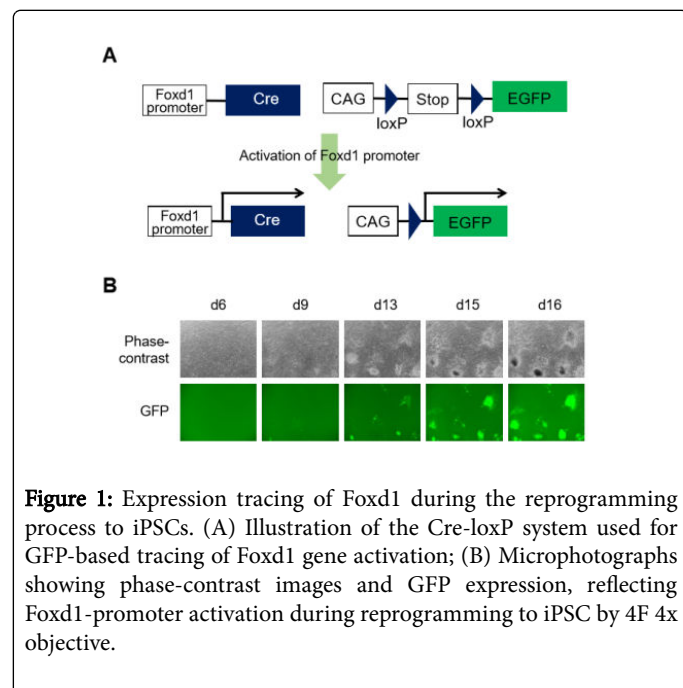 A
Foxd1
promoter
Cre
CAG
Stop
EGFP
loxP
loxP
Activation of Foxd1 promoter
Foxd1
promoter
Cre
CAG
EGFP
B
d6 d9 d13 d15 d16
Phase-
contrast
GFP
Figure 1: Expression tracing of Foxd1 during the reprogramming
process to iPSCs. (A) Illustration of the Cre-loxP system used for
GFP-based tracing of Foxd1 gene activation; (B) Microphotographs
showing phase-contrast images and GFP expression, reflecting
Foxd1-promoter activation during reprogramming to iPSC by 4F 4x
objective.